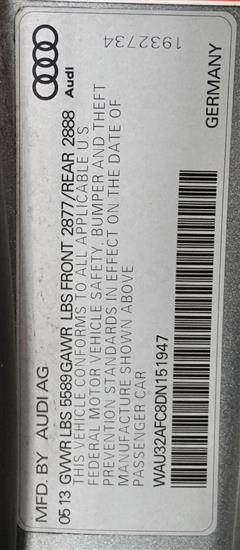 MFD. BY AUDI AG
05 13 GVWR LBS 5589 GAWR LBS FRONT 2877/REAR 2888
THIS VEHICLE CONFORMS TO ALL APPLICABLE U.S
FEDERAL MOTOR VEHICLE SAFETY, BUMPER AND THEFT
PREVENTION STANDARDS IN EFFECT ON THE DATE OF
MANUFACTURE SHOWN ABOVE
PASSENGER CAR
WAU32AFC8DN151947
GERMANY
Audi
1932734